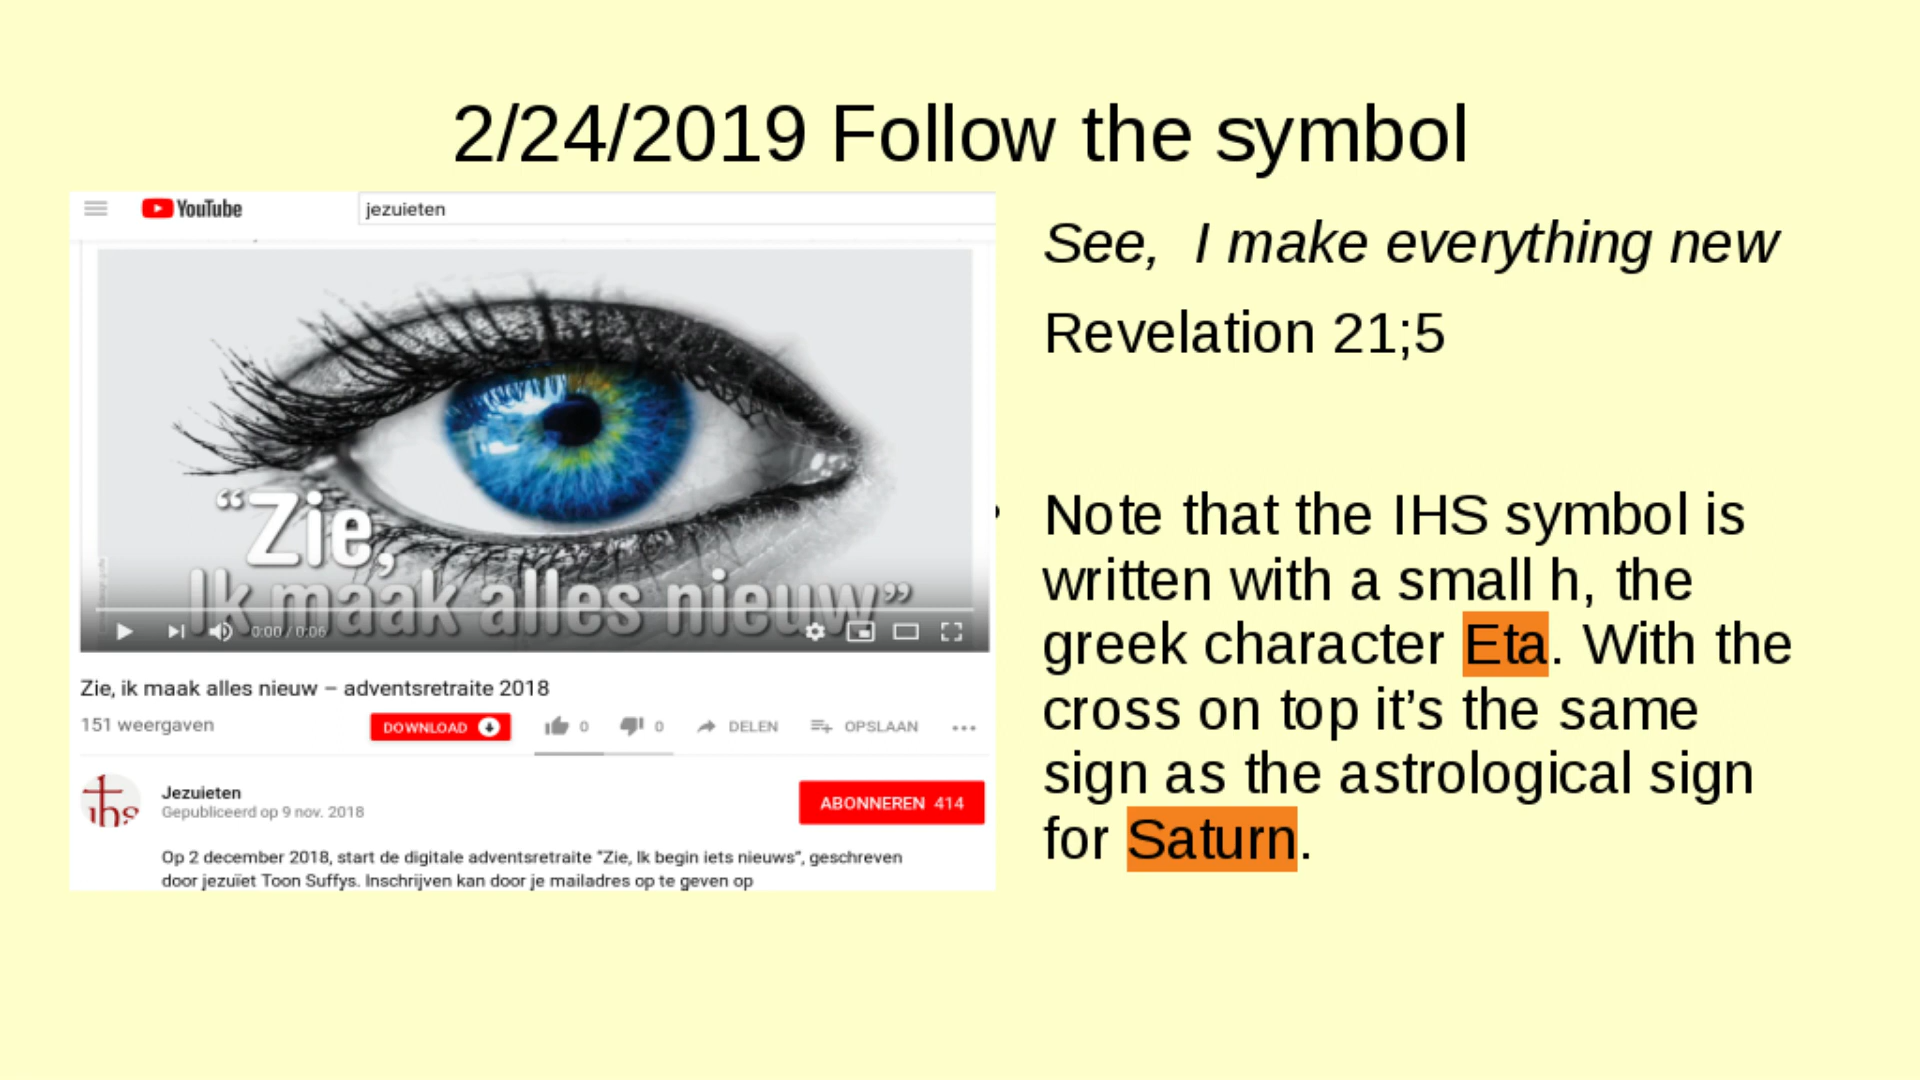 2/24/2019 Follow the symbol
YouTube
jezuieten
"Zie,
Ik maak alles nieuw"
0:00 / 0:06
Zie, ik maak alles nieuw – adventsretraite 2018
151 weergaven
DOWNLOAD
0
0
DELEN
OPSLAAN
ihs
Jezuieten
Gepubliceerd op 9 nov. 2018
ABONNEREN 414
Op 2 december 2018, start de digitale adventsretraite "Zie, Ik begin iets nieuws", geschreven
door jezuïet Toon Suffys. Inschrijven kan door je mailadres op te geven op
See,  I make everything new
Revelation 21;5
Note that the IHS symbol is
written with a small h, the
greek character Eta. With the
cross on top it's the same
sign as the astrological sign
for Saturn.